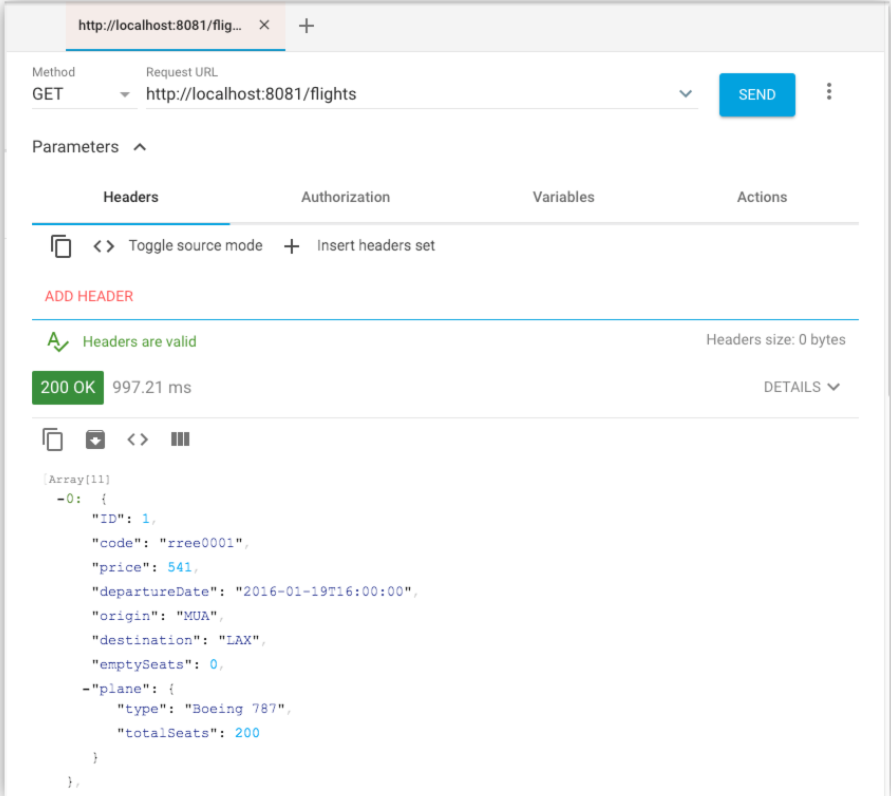 http://localhost:8081/flig... × +
Method Request URL
GET http://localhost:8081/flights SEND
Parameters
Headers Authorization Variables Actions
<> Toggle source mode + Insert headers set
ADD HEADER
Headers are valid Headers size: 0 bytes
200 OK 997.21 ms DETAILS
<>
[Array[11]
-0: {
"ID": 1,
"code": "rree0001",
"price": 541,
"departureDate": "2016-01-19T16:00:00",
"origin": "MUA",
"destination": "LAX",
"emptySeats": 0,
-"plane": {
"type": "Boeing 787",
"totalSeats": 200
}
},